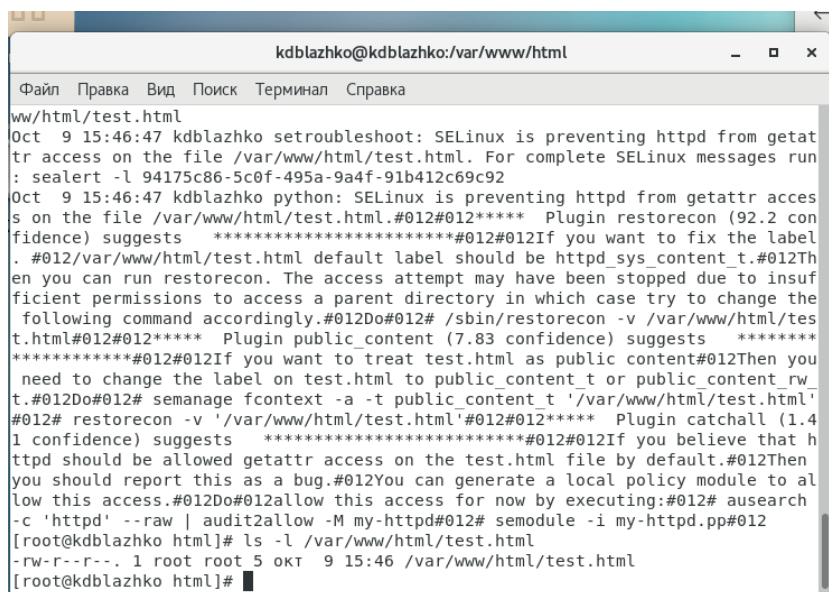 kdblazhko@kdblazhko:/var/www/html
Файл Правка Вид Поиск Терминал Справка
ww/html/test.html
Oct  9 15:46:47 kdblazhko setroubleshoot: SELinux is preventing httpd from getat
tr access on the file /var/www/html/test.html. For complete SELinux messages run
: sealert -l 94175c86-5c0f-495a-9a4f-91b412c69c92
Oct  9 15:46:47 kdblazhko python: SELinux is preventing httpd from getattr acces
s on the file /var/www/html/test.html.#012#012*****  Plugin restorecon (92.2 con
fidence) suggests   ************************#012#012If you want to fix the label
. #012/var/www/html/test.html default label should be httpd_sys_content_t.#012Th
en you can run restorecon. The access attempt may have been stopped due to insuf
ficient permissions to access a parent directory in which case try to change the
 following command accordingly.#012Do#012# /sbin/restorecon -v /var/www/html/tes
t.html#012#012*****  Plugin public_content (7.83 confidence) suggests   ********
************#012#012If you want to treat test.html as public content#012Then you
 need to change the label on test.html to public_content_t or public_content_rw_
t.#012Do#012# semanage fcontext -a -t public_content_t '/var/www/html/test.html'
#012# restorecon -v '/var/www/html/test.html'#012#012*****  Plugin catchall (1.4
1 confidence) suggests   **************************#012#012If you believe that h
ttpd should be allowed getattr access on the test.html file by default.#012Then 
you should report this as a bug.#012You can generate a local policy module to al
low this access.#012Do#012allow this access for now by executing:#012# ausearch 
-c 'httpd' --raw | audit2allow -M my-httpd#012# semodule -i my-httpd.pp#012
[root@kdblazhko html]# ls -l /var/www/html/test.html
-rw-r--r--. 1 root root 5 окт  9 15:46 /var/www/html/test.html
[root@kdblazhko html]#